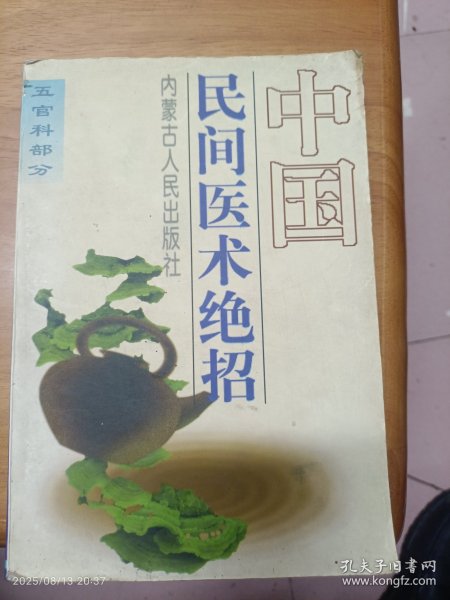 中国
民间医术绝招
内蒙古人民出版社
五官科部分
2025/08/13 20:37
孔夫子旧书网
www.kongfz.com